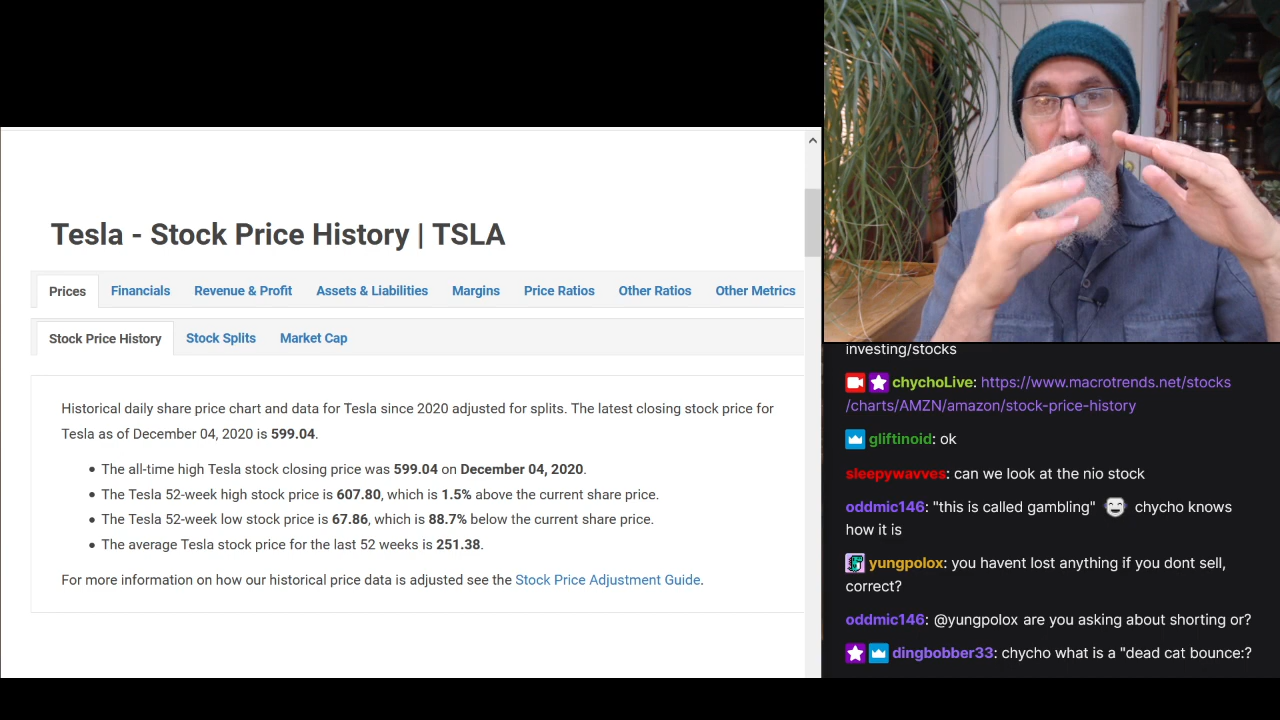 Tesla - Stock Price History | TSLA
Prices Financials Revenue & Profit Assets & Liabilities Margins Price Ratios Other Ratios Other Metrics
Stock Price History Stock Splits Market Cap
Historical daily share price chart and data for Tesla since 2020 adjusted for splits. The latest closing stock price for
Tesla as of December 04, 2020 is 599.04.
• The all-time high Tesla stock closing price was 599.04 on December 04, 2020.
• The Tesla 52-week high stock price is 607.80, which is 1.5% above the current share price.
• The Tesla 52-week low stock price is 67.86, which is 88.7% below the current share price.
• The average Tesla stock price for the last 52 weeks is 251.38.
For more information on how our historical price data is adjusted see the Stock Price Adjustment Guide.
investing/stocks
chychoLive: https://www.macrotrends.net/stocks
/charts/AMZN/amazon/stock-price-history
gliftinoid: ok
sleepywavves: can we look at the nio stock
oddmic146: "this is called gambling" chycho knows
how it is
yungpolox: you havent lost anything if you dont sell,
correct?
oddmic146: @yungpolox are you asking about shorting or?
dingbobber33: chycho what is a "dead cat bounce:?